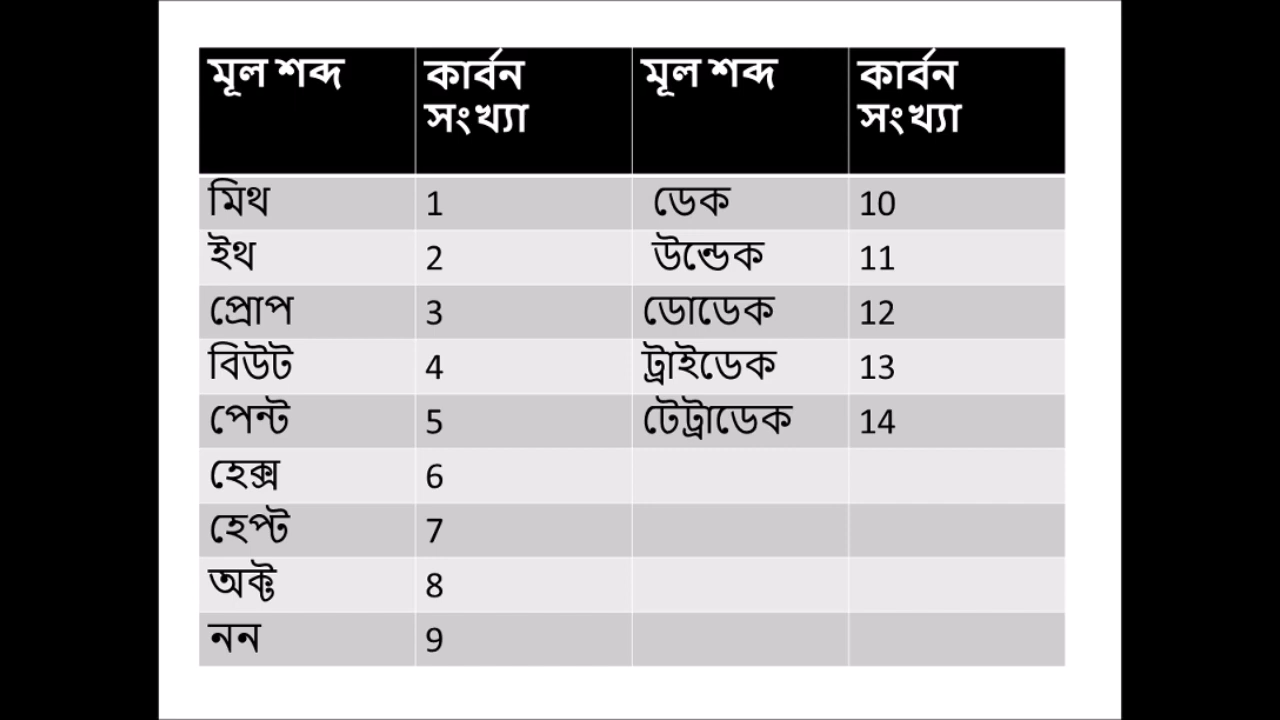 মূল শব্দ কার্বন সংখ্যা মূল শব্দ কার্বন সংখ্যা
মিথ 1 ডেক 10
ইথ 2 উন্ডেক 11
প্রোপ 3 ডোডেক 12
বিউট 4 ট্রাইডেক 13
পেন্ট 5 টেট্রাডেক 14
হেক্স 6
হেপ্ট 7
অক্ট 8
নন 9